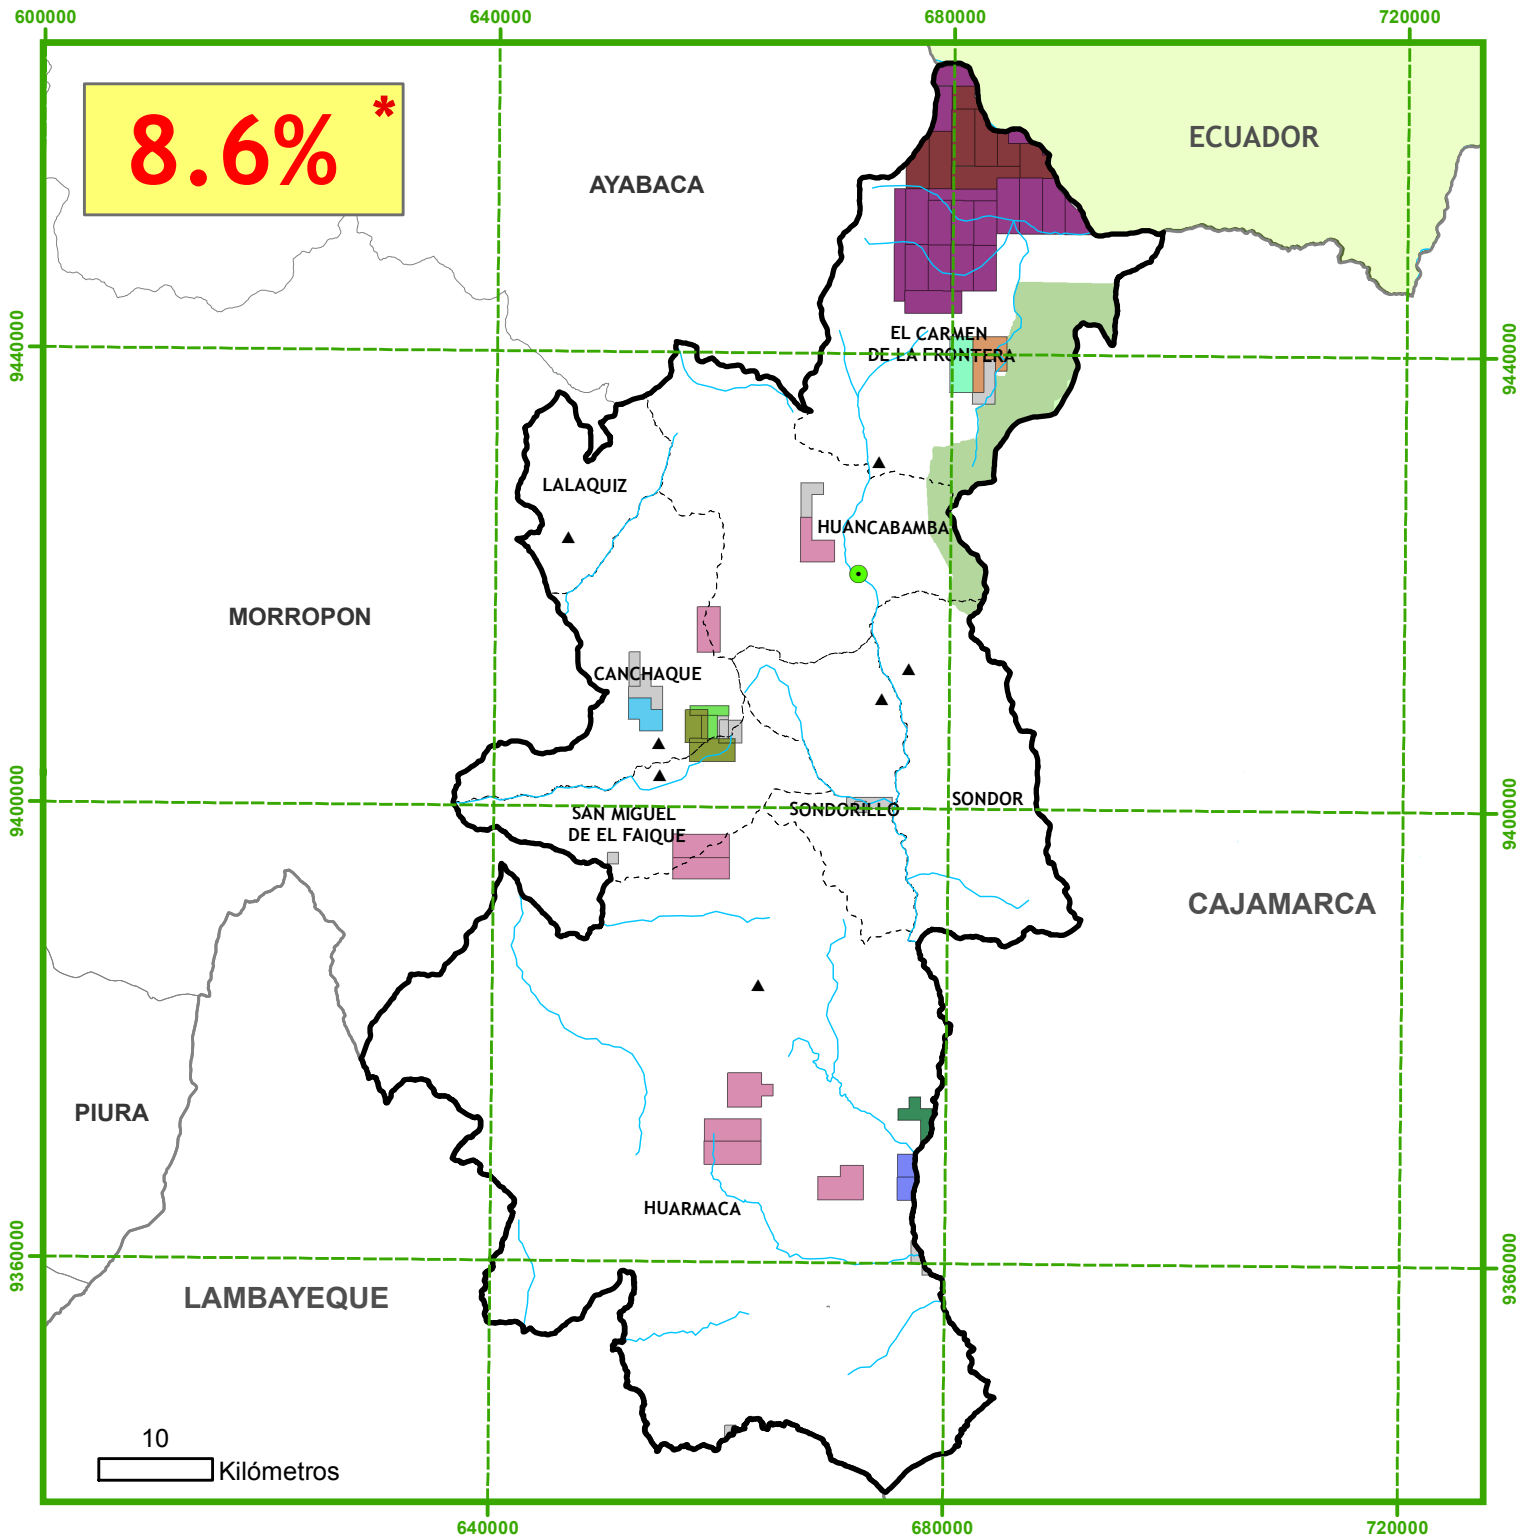 600000
640000
680000
720000
8.6%*
ECUADOR
AYABACA
9440000
EL CARMEN
DE LA FRONTERA
9440000
LALAQUIZ
HUANCABAMBA
MORROPON
CANCHAQUE
9400000
SAN MIGUEL
DE EL FAIQUE
SONDORILLO
SONDOR
9400000
CAJAMARCA
PIURA
HUARMACA
9360000
9360000
LAMBAYEQUE
10
Kilómetros
640000
680000
720000